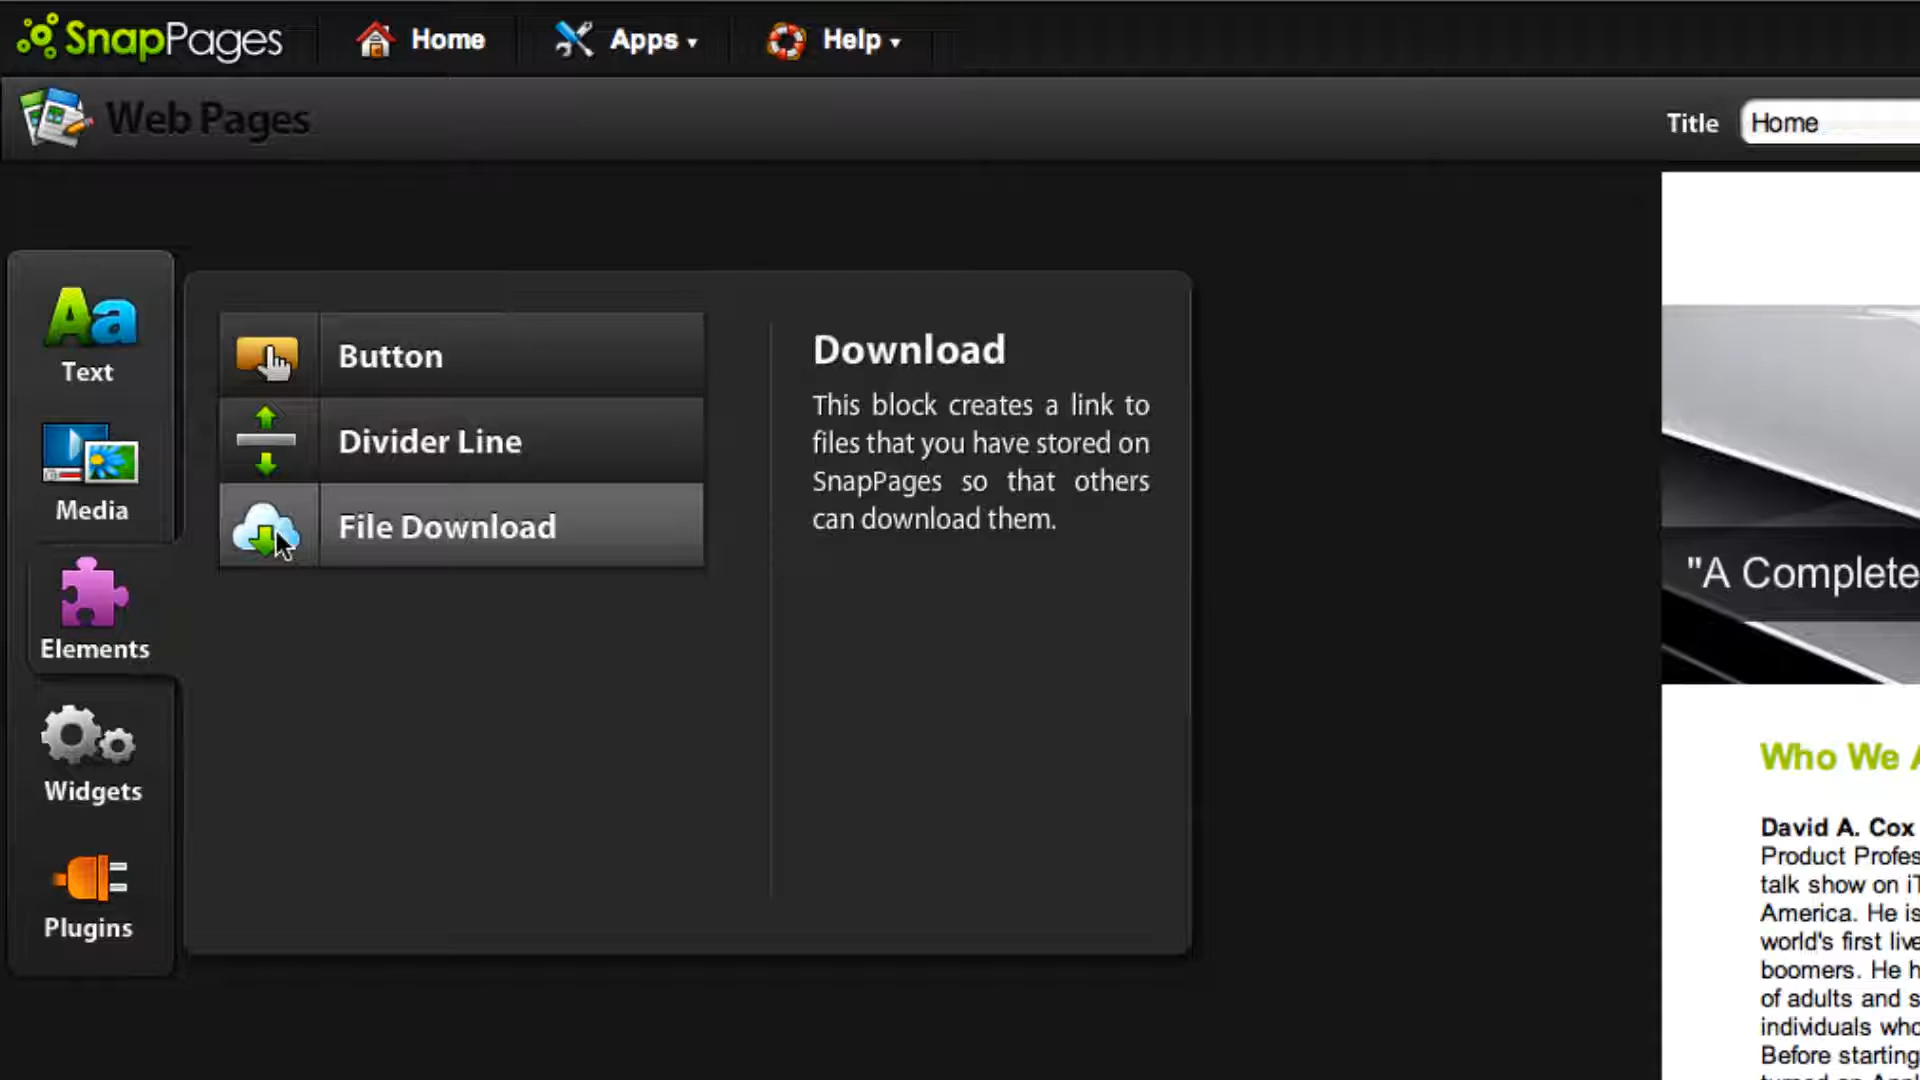 SnapPages
Home
Apps
Help
Web Pages
Title
Home
Text
Media
Elements
Widgets
Plugins
Button
Divider Line
File Download
Download
This block creates a link to
files that you have stored on
SnapPages so that others
can download them.
"A Complete
Who We A
David A. Cox
Product Profes
talk show on iT
America. He is
world's first live
boomers. He h
of adults and s
individuals who
Before starting